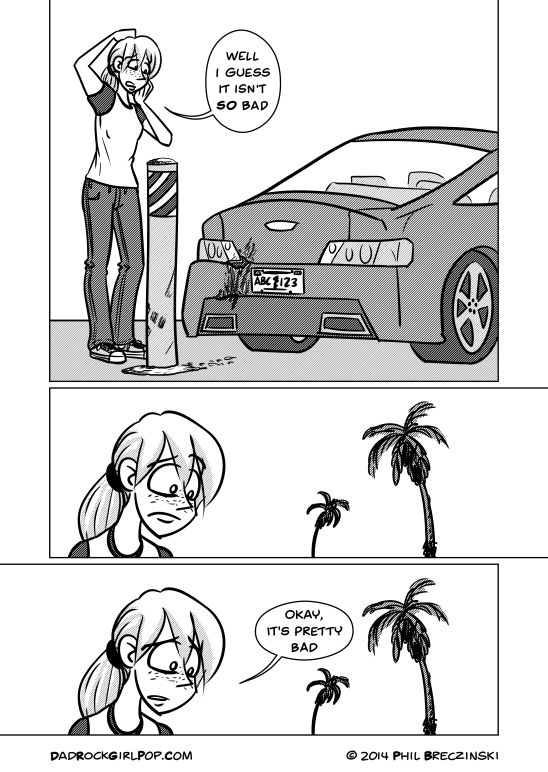 WELL
I GUESS
IT ISN'T
SO BAD
ABC 123
OKAY,
IT'S PRETTY
BAD
DADROCKGIRLPOP.COM
© 2014 PHIL BRECZINSKI